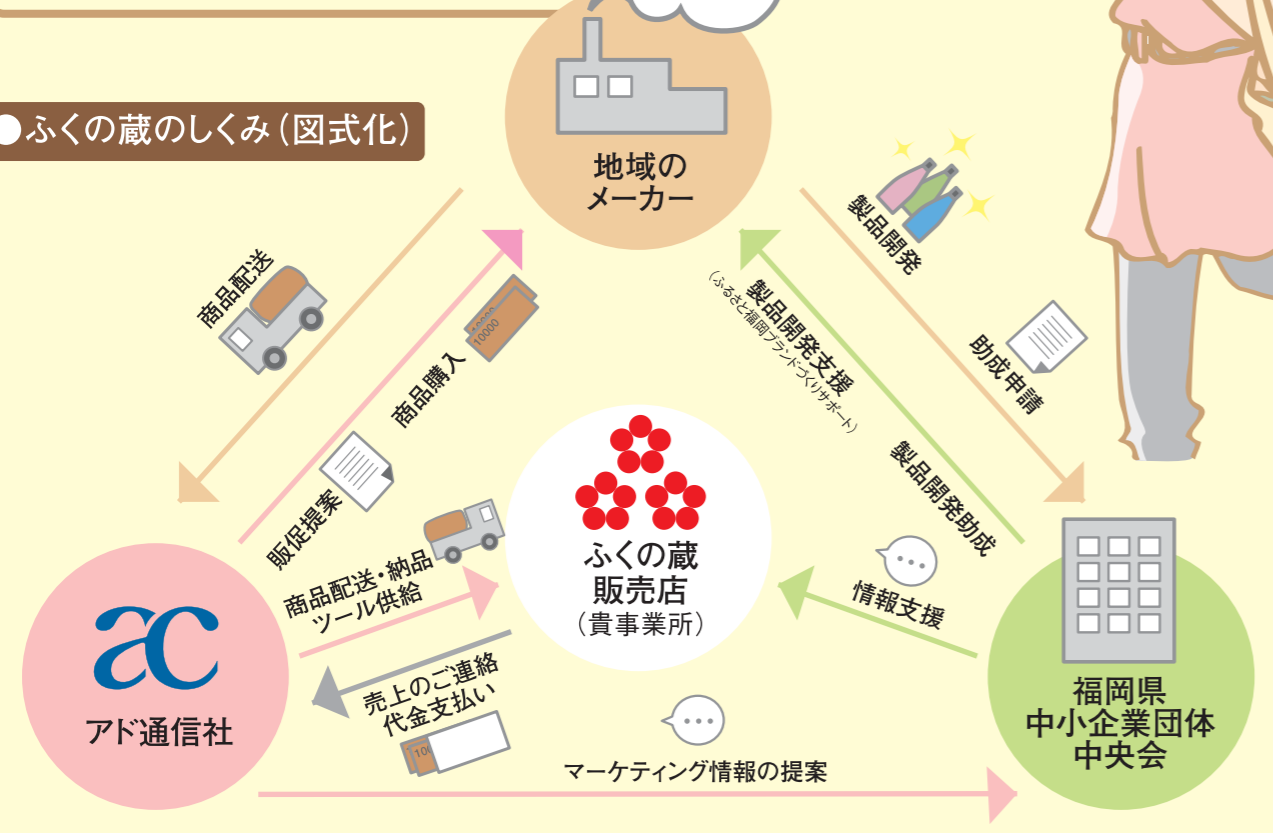 ●ふくの蔵のしくみ（図式化）
地域の
メーカー
商品配送
商品購入
10000
10000
販促提案
製品開発
助成申請
製品開発支援
（ふるさと福岡ブランドづくりサポート）
製品開発助成
ふくの蔵
販売店
（貴事業所）
商品配送・納品
ツール供給
売上のご連絡
代金支払い
100
情報支援
ac
アド通信社
福岡県
中小企業団体
中央会
マーケティング情報の提案